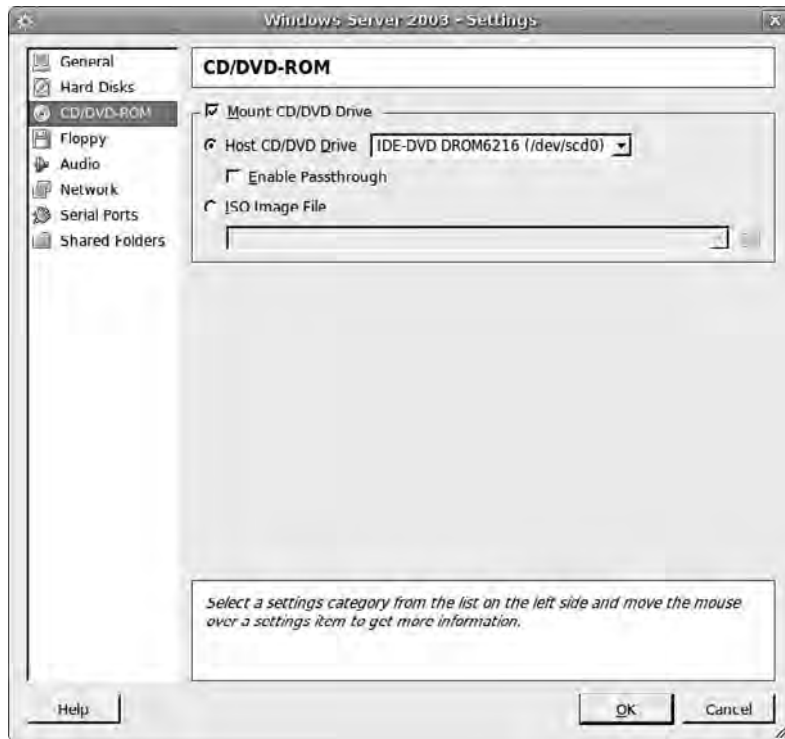 Windows Server 2003 - Settings
General
Hard Disks
CD/DVD-ROM
Floppy
Audio
Network
Serial Ports
Shared Folders
CD/DVD-ROM
Mount CD/DVD Drive
Host CD/DVD Drive IDE-DVD DROM6216 (/dev/scd0)
Enable Passthrough
ISO Image File
Select a settings category from the list on the left side and move the mouse
over a settings item to get more information.
Help OK Cancel